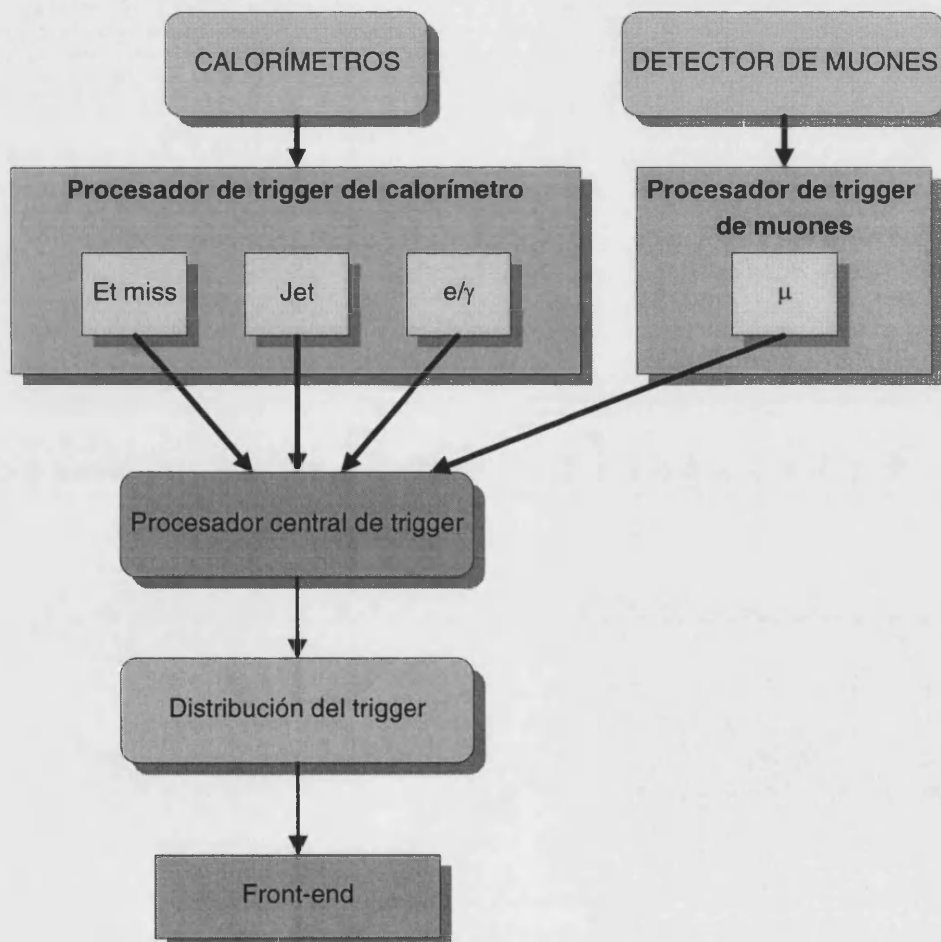 CALORÍMETROS
DETECTOR DE MUONES
Procesador de trigger del calorímetro
Et miss
Jet
e/γ
Procesador de trigger
de muones
μ
Procesador central de trigger
Distribución del trigger
Front-end